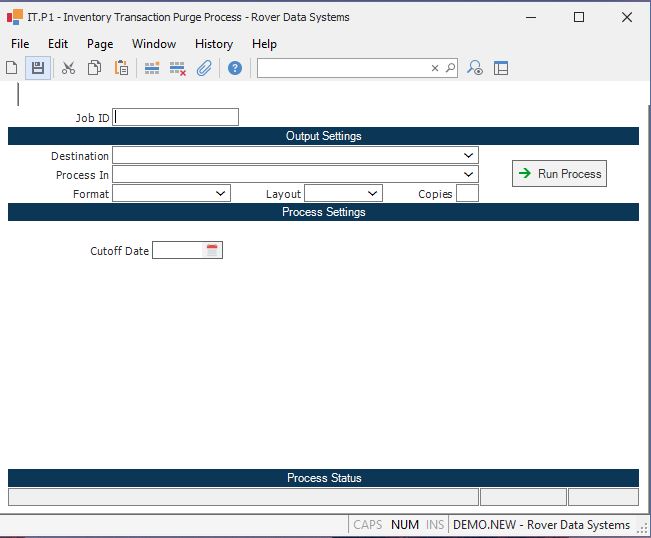 IT.P1 - Inventory Transaction Purge Process - Rover Data Systems
File Edit Page Window History Help
Job ID
Output Settings
Destination
Process In
Run Process
Format Layout Copies
Process Settings
Cutoff Date
Process Status
CAPS NUM INS DEMO.NEW - Rover Data Systems